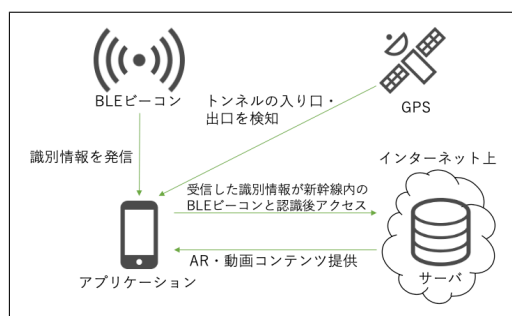 BLEビーコン
トンネルの入り口・
出口を検知
GPS
識別情報を発信
インターネット上
受信した識別情報が新幹線内の
BLEビーコンと認識後アクセス
AR・動画コンテンツ提供
アプリケーション
サーバ